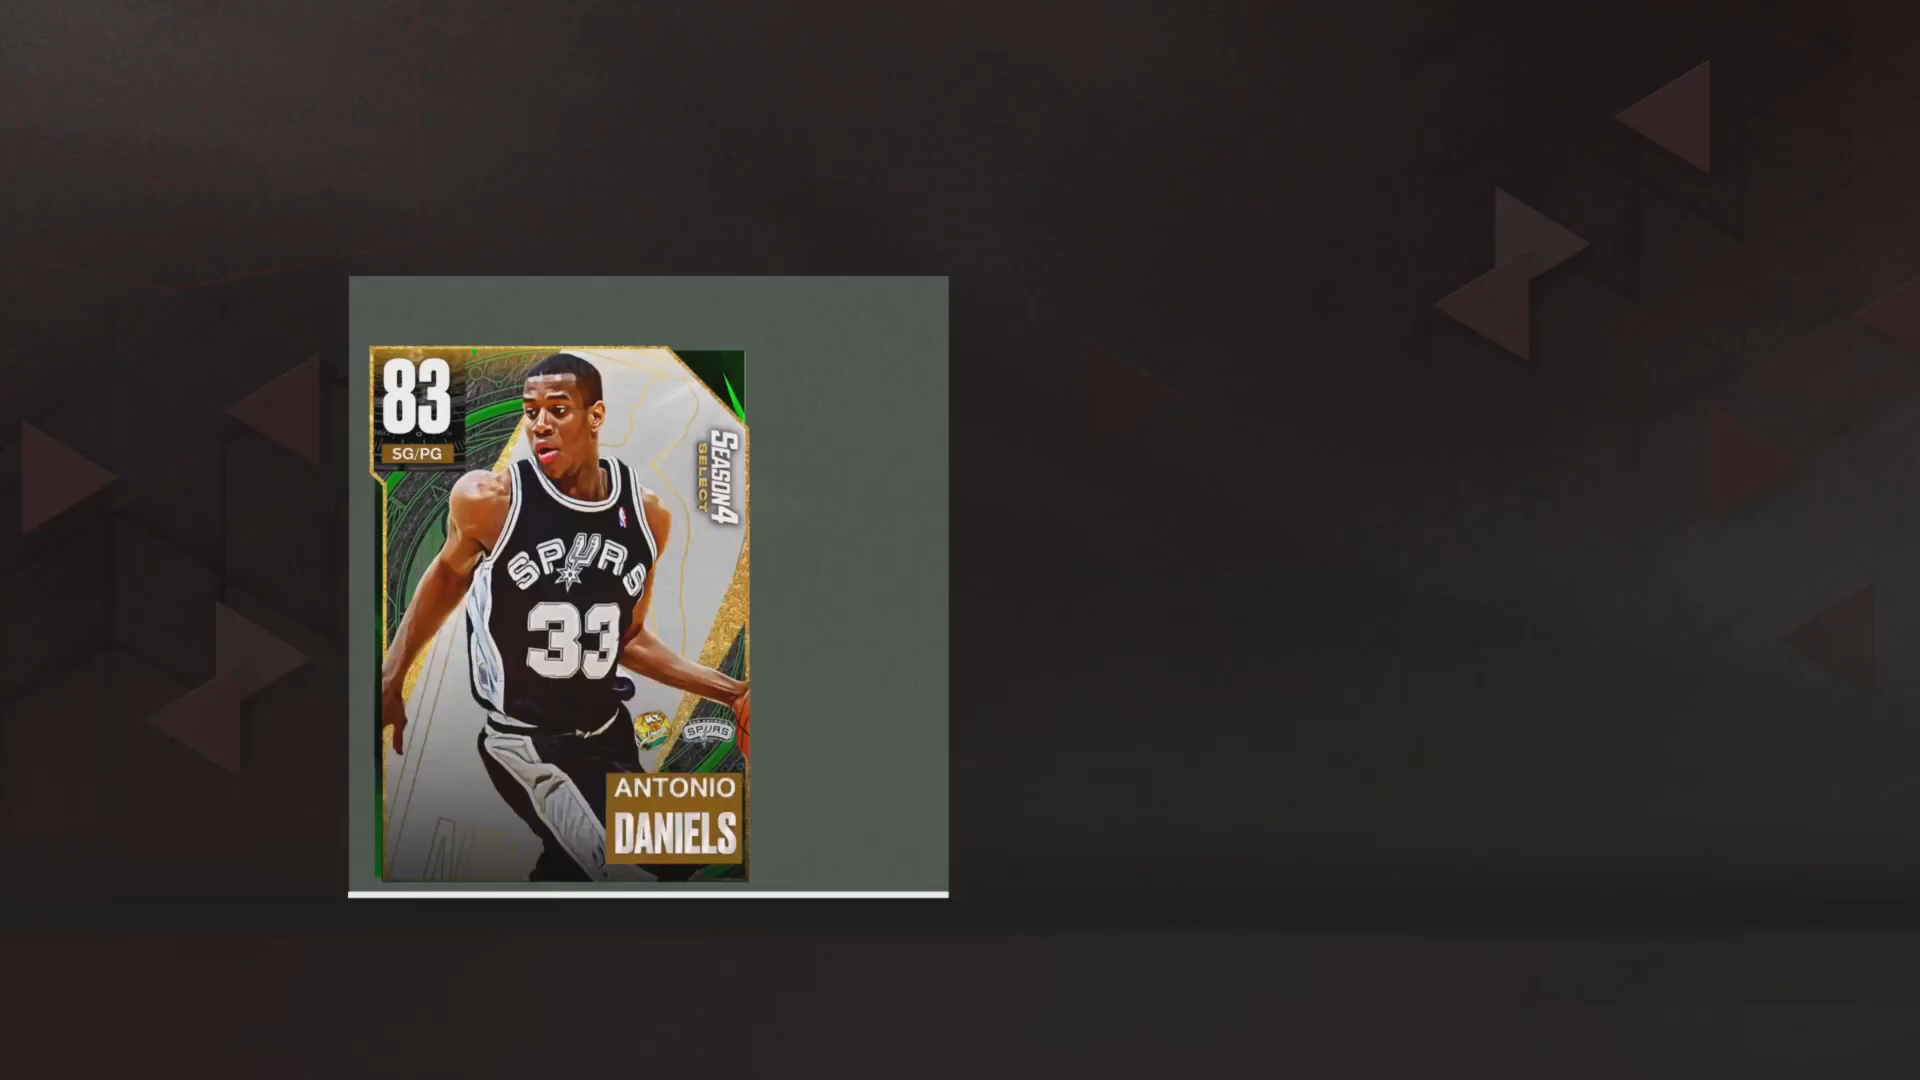 83
SG/PG
SEASON 4
SELECT
SPURS
33
SPURS
ANTONIO
DANIELS